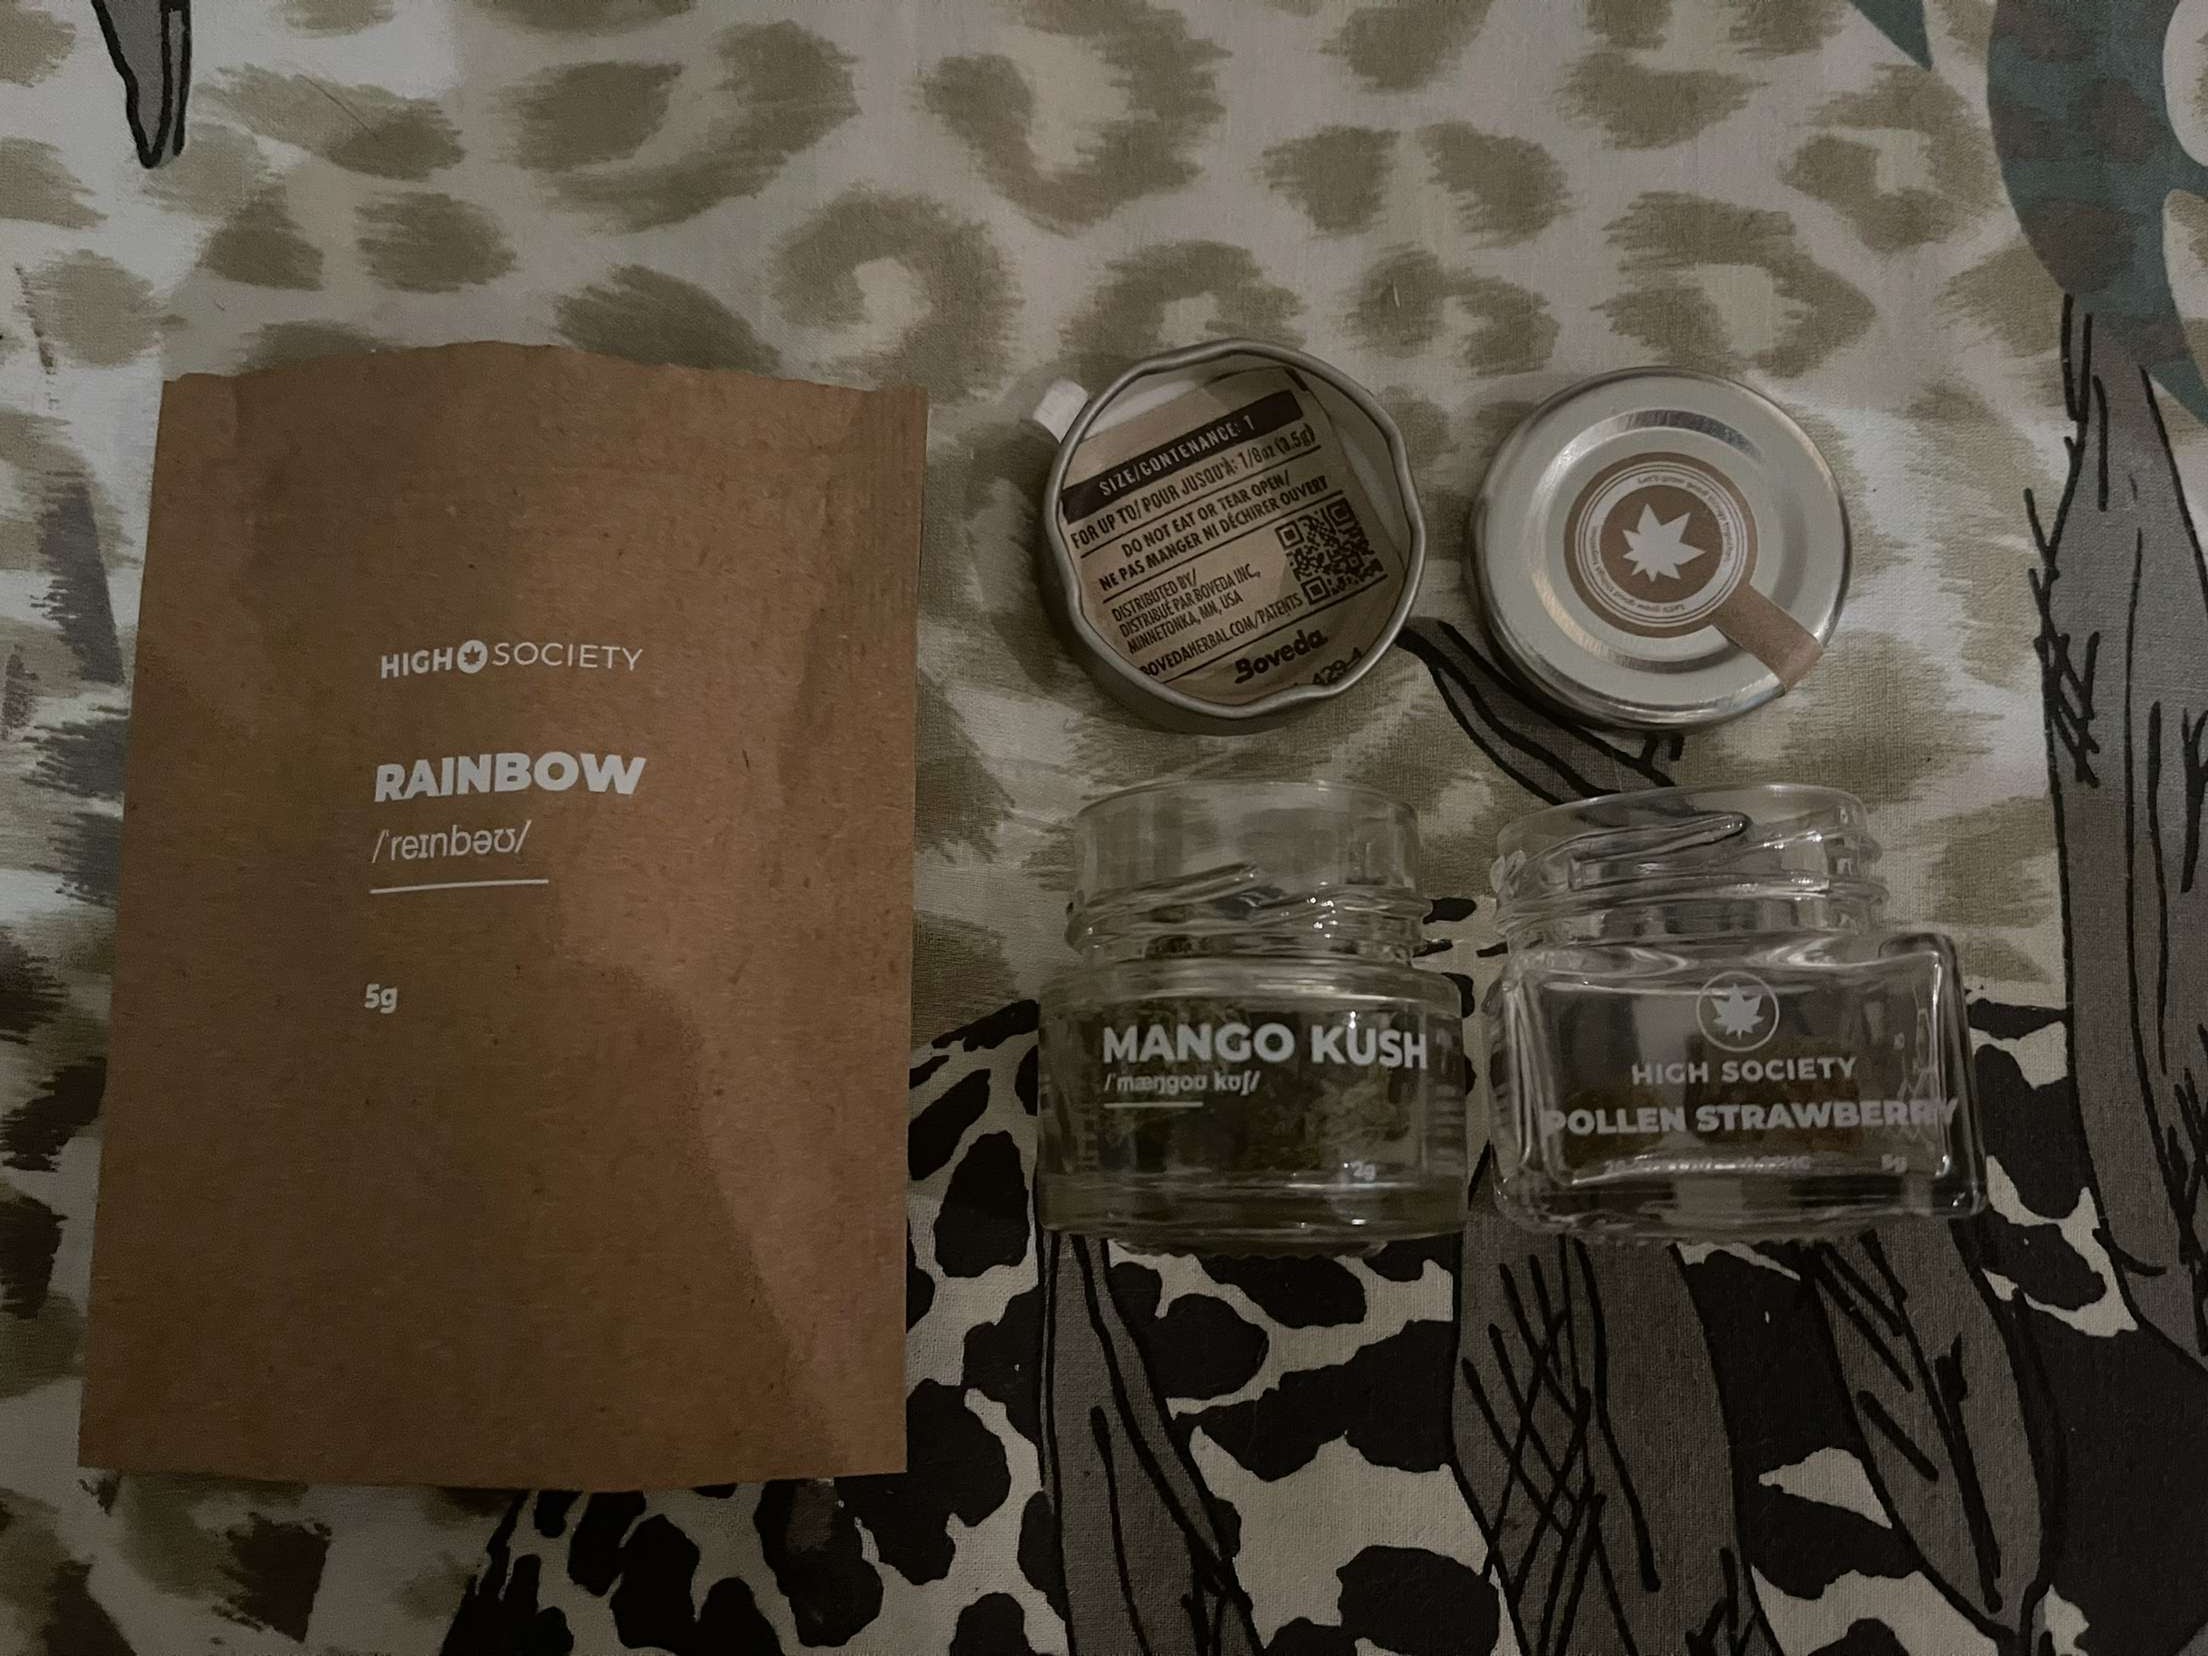 HIGH SOCIETY
RAINBOW
/ˈreɪnbəʊ/
5g
SIZE/CONTENANCE: 1
FOR UP TO/ POUR JUSQU'À: 1/8oz (3.5g)
DO NOT EAT OR TEAR OPEN/
NE PAS MANGER NI DÉCHIRER OUVERT
DISTRIBUTED BY/
DISTRIBUÉ PAR BOVEDA INC.,
MINNETONKA, MN, USA
BOVEDAHERBAL.COM/PATENTS
Boveda
MANGO KUSH
/ˈmæŋgoʊ kʊʃ/
2g
HIGH SOCIETY
POLLEN STRAWBERRY
5g